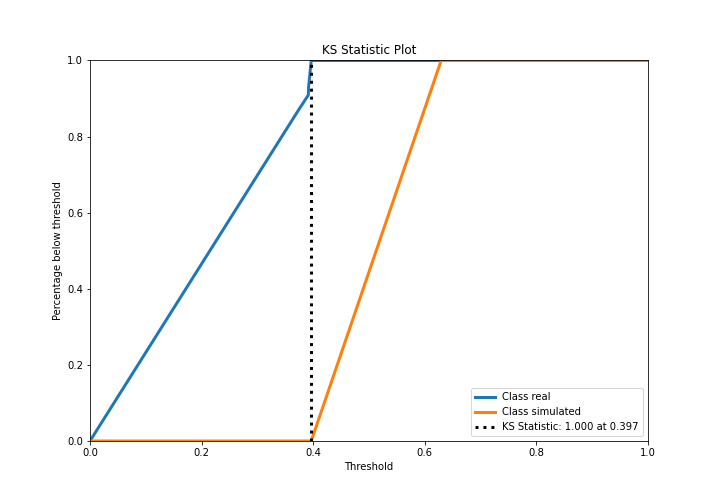 KS Statistic Plot
1.0
0.8
0.6
0.4
0.2
0.0
Percentage below threshold
0.0 0.2 0.4 0.6 0.8 1.0
Threshold
Class real
Class simulated
KS Statistic: 1.000 at 0.397